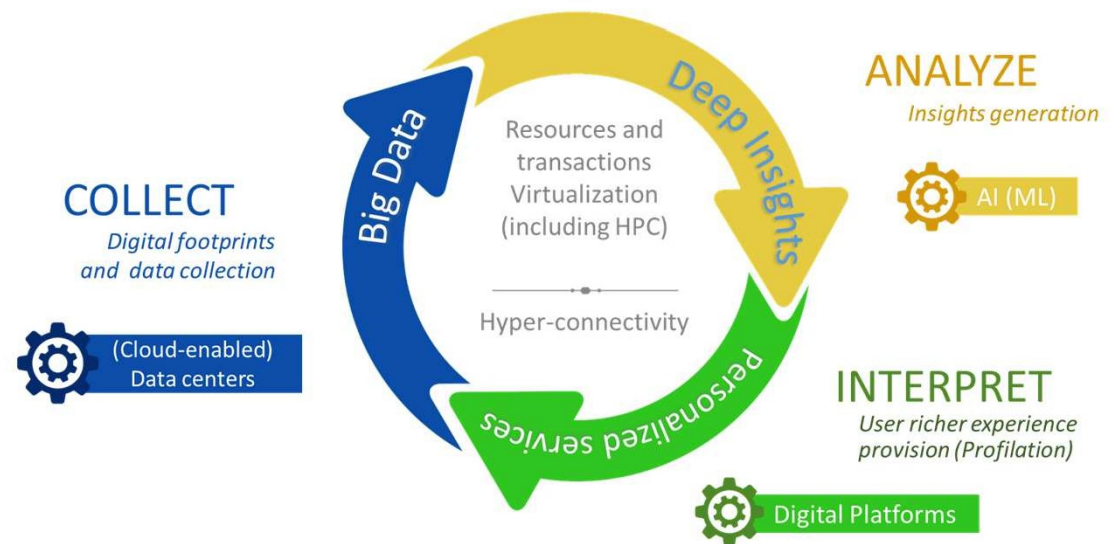 COLLECT
Digital footprints
and data collection
(Cloud-enabled)
Data centers
Big Data
Deep Insights
Personalized services
Resources and
transactions
Virtualization
(including HPC)
Hyper-connectivity
ANALYZE
Insights generation
AI (ML)
INTERPRET
User richer experience
provision (Profilation)
Digital Platforms